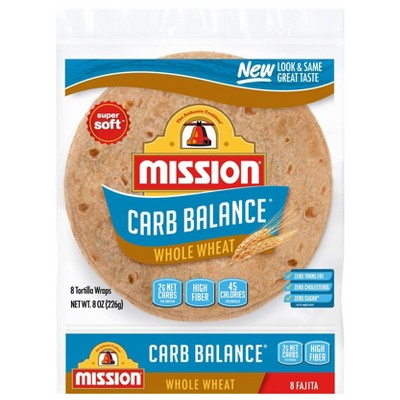 New LOOK & SAME
GREAT TASTE
The Authentic Tradition
super
soft™
MISSION®
CARB BALANCE®
WHOLE WHEAT
8 Tortilla Wraps
NET WT. 8 OZ (226g)
2g NET
CARBS
HIGH
FIBER
45
CALORIES
ZERO TRANS FAT
ZERO CHOLESTEROL
ZERO SUGAR*
MISSION®
CARB BALANCE®
WHOLE WHEAT
2g NET
CARBS
HIGH
FIBER
8 FAJITA